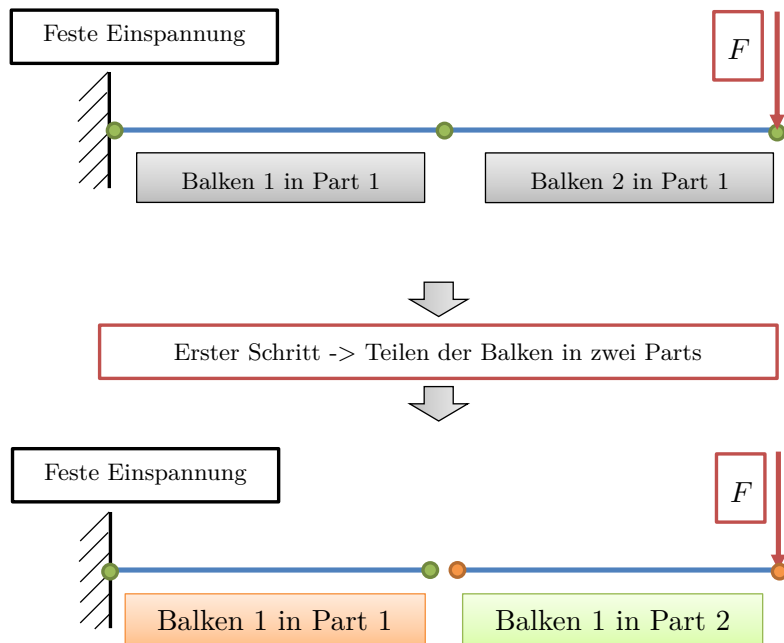 Feste Einspannung
F
Balken 1 in Part 1
Balken 2 in Part 1
Erster Schritt -> Teilen der Balken in zwei Parts
Feste Einspannung
F
Balken 1 in Part 1
Balken 1 in Part 2